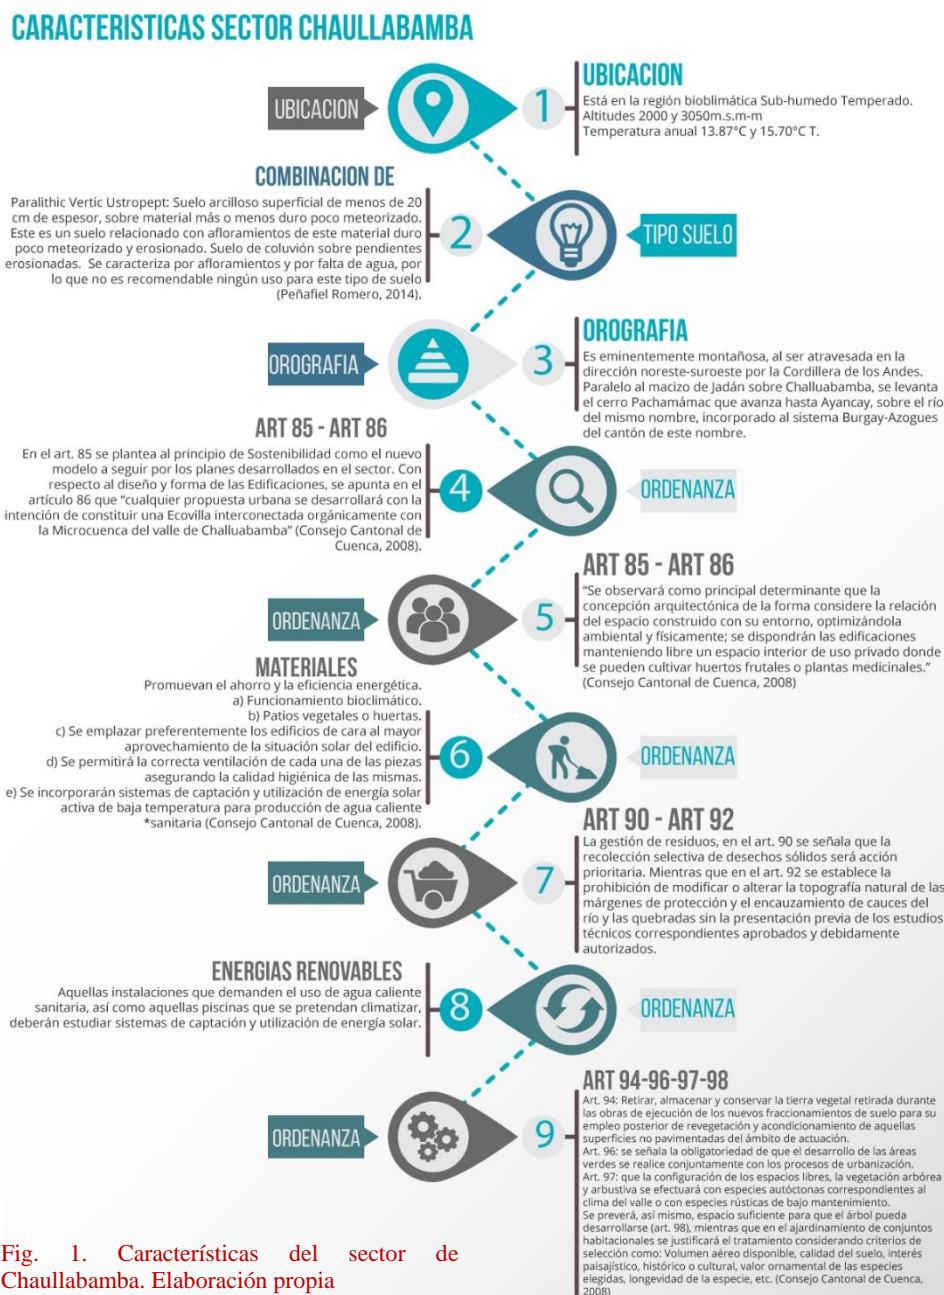 CARACTERISTICAS SECTOR CHAULLABAMBA
UBICACION
1
UBICACION
Está en la región bioblimática Sub-humedo Temperado.
Altitudes 2000 y 3050m.s.m-m
Temperatura anual 13.87°C y 15.70°C T.
COMBINACION DE
Paralithic Vertic Ustropept: Suelo arcilloso superficial de menos de 20
cm de espesor, sobre material más o menos duro poco meteorizado.
Este es un suelo relacionado con afloramientos de este material duro
poco meteorizado y erosionado. Suelo de coluvión sobre pendientes
erosionadas. Se caracteriza por afloramientos y por falta de agua, por
lo que no es recomendable ningún uso para este tipo de suelo
(Peñafiel Romero, 2014).
2
TIPO SUELO
OROGRAFIA
3
OROGRAFIA
Es eminentemente montañosa, al ser atravesada en la
dirección noreste-suroeste por la Cordillera de los Andes.
Paralelo al macizo de Jadán sobre Challuabamba, se levanta
el cerro Pachamámac que avanza hasta Ayancay, sobre el río
del mismo nombre, incorporado al sistema Burgay-Azogues
del cantón de este nombre.
ART 85 - ART 86
En el art. 85 se plantea al principio de Sostenibilidad como el nuevo
modelo a seguir por los planes desarrollados en el sector. Con
respecto al diseño y forma de las Edificaciones, se apunta en el
artículo 86 que “cualquier propuesta urbana se desarrollará con la
intención de constituir una Ecovilla interconectada orgánicamente con
la Microcuenca del valle de Challuabamba” (Consejo Cantonal de
Cuenca, 2008).
4
ORDENANZA
ORDENANZA
5
ART 85 - ART 86
“Se observará como principal determinante que la
concepción arquitectónica de la forma considere la relación
del espacio construido con su entorno, optimizándola
ambiental y físicamente; se dispondrán las edificaciones
manteniendo libre un espacio interior de uso privado donde
se pueden cultivar huertos frutales o plantas medicinales.”
(Consejo Cantonal de Cuenca, 2008)
MATERIALES
Promuevan el ahorro y la eficiencia energética.
a) Funcionamiento bioclimático.
b) Patios vegetales o huertas.
c) Se emplazar preferentemente los edificios de cara al mayor
aprovechamiento de la situación solar del edificio.
d) Se permitirá la correcta ventilación de cada una de las piezas
asegurando la calidad higiénica de las mismas.
e) Se incorporarán sistemas de captación y utilización de energía solar
activa de baja temperatura para producción de agua caliente
*sanitaria (Consejo Cantonal de Cuenca, 2008).
6
ORDENANZA
ORDENANZA
7
ART 90 - ART 92
La gestión de residuos, en el art. 90 se señala que la
recolección selectiva de desechos sólidos será acción
prioritaria. Mientras que en el art. 92 se establece la
prohibición de modificar o alterar la topografía natural de las
márgenes de protección y el encauzamiento de cauces del
río y las quebradas sin la presentación previa de los estudios
técnicos correspondientes aprobados y debidamente
autorizados.
ENERGIAS RENOVABLES
Aquellas instalaciones que demanden el uso de agua caliente
sanitaria, así como aquellas piscinas que se pretendan climatizar,
deberán estudiar sistemas de captación y utilización de energía solar.
8
ORDENANZA
ORDENANZA
9
ART 94-96-97-98
Art. 94: Retirar, almacenar y conservar la tierra vegetal retirada durante
las obras de ejecución de los nuevos fraccionamientos de suelo para su
empleo posterior de revegetación y acondicionamiento de aquellas
superficies no pavimentadas del ámbito de actuación.
Art. 96: se señala la obligatoriedad de que el desarrollo de las áreas
verdes se realice conjuntamente con los procesos de urbanización.
Art. 97: que la configuración de los espacios libres, la vegetación arbórea
y arbustiva se efectuará con especies autóctonas correspondientes al
clima del valle o con especies rústicas de bajo mantenimiento.
Se preverá, así mismo, espacio suficiente para que el árbol pueda
desarrollarse (art. 98), mientras que en el ajardinamiento de conjuntos
habitacionales se justificará el tratamiento considerando criterios de
selección como: Volumen aéreo disponible, calidad del suelo, interés
paisajístico, histórico o cultural, valor ornamental de las especies
elegidas, longevidad de la especie, etc. (Consejo Cantonal de Cuenca,
2008)
Fig. 1. Características del sector de
Chaullabamba. Elaboración propia